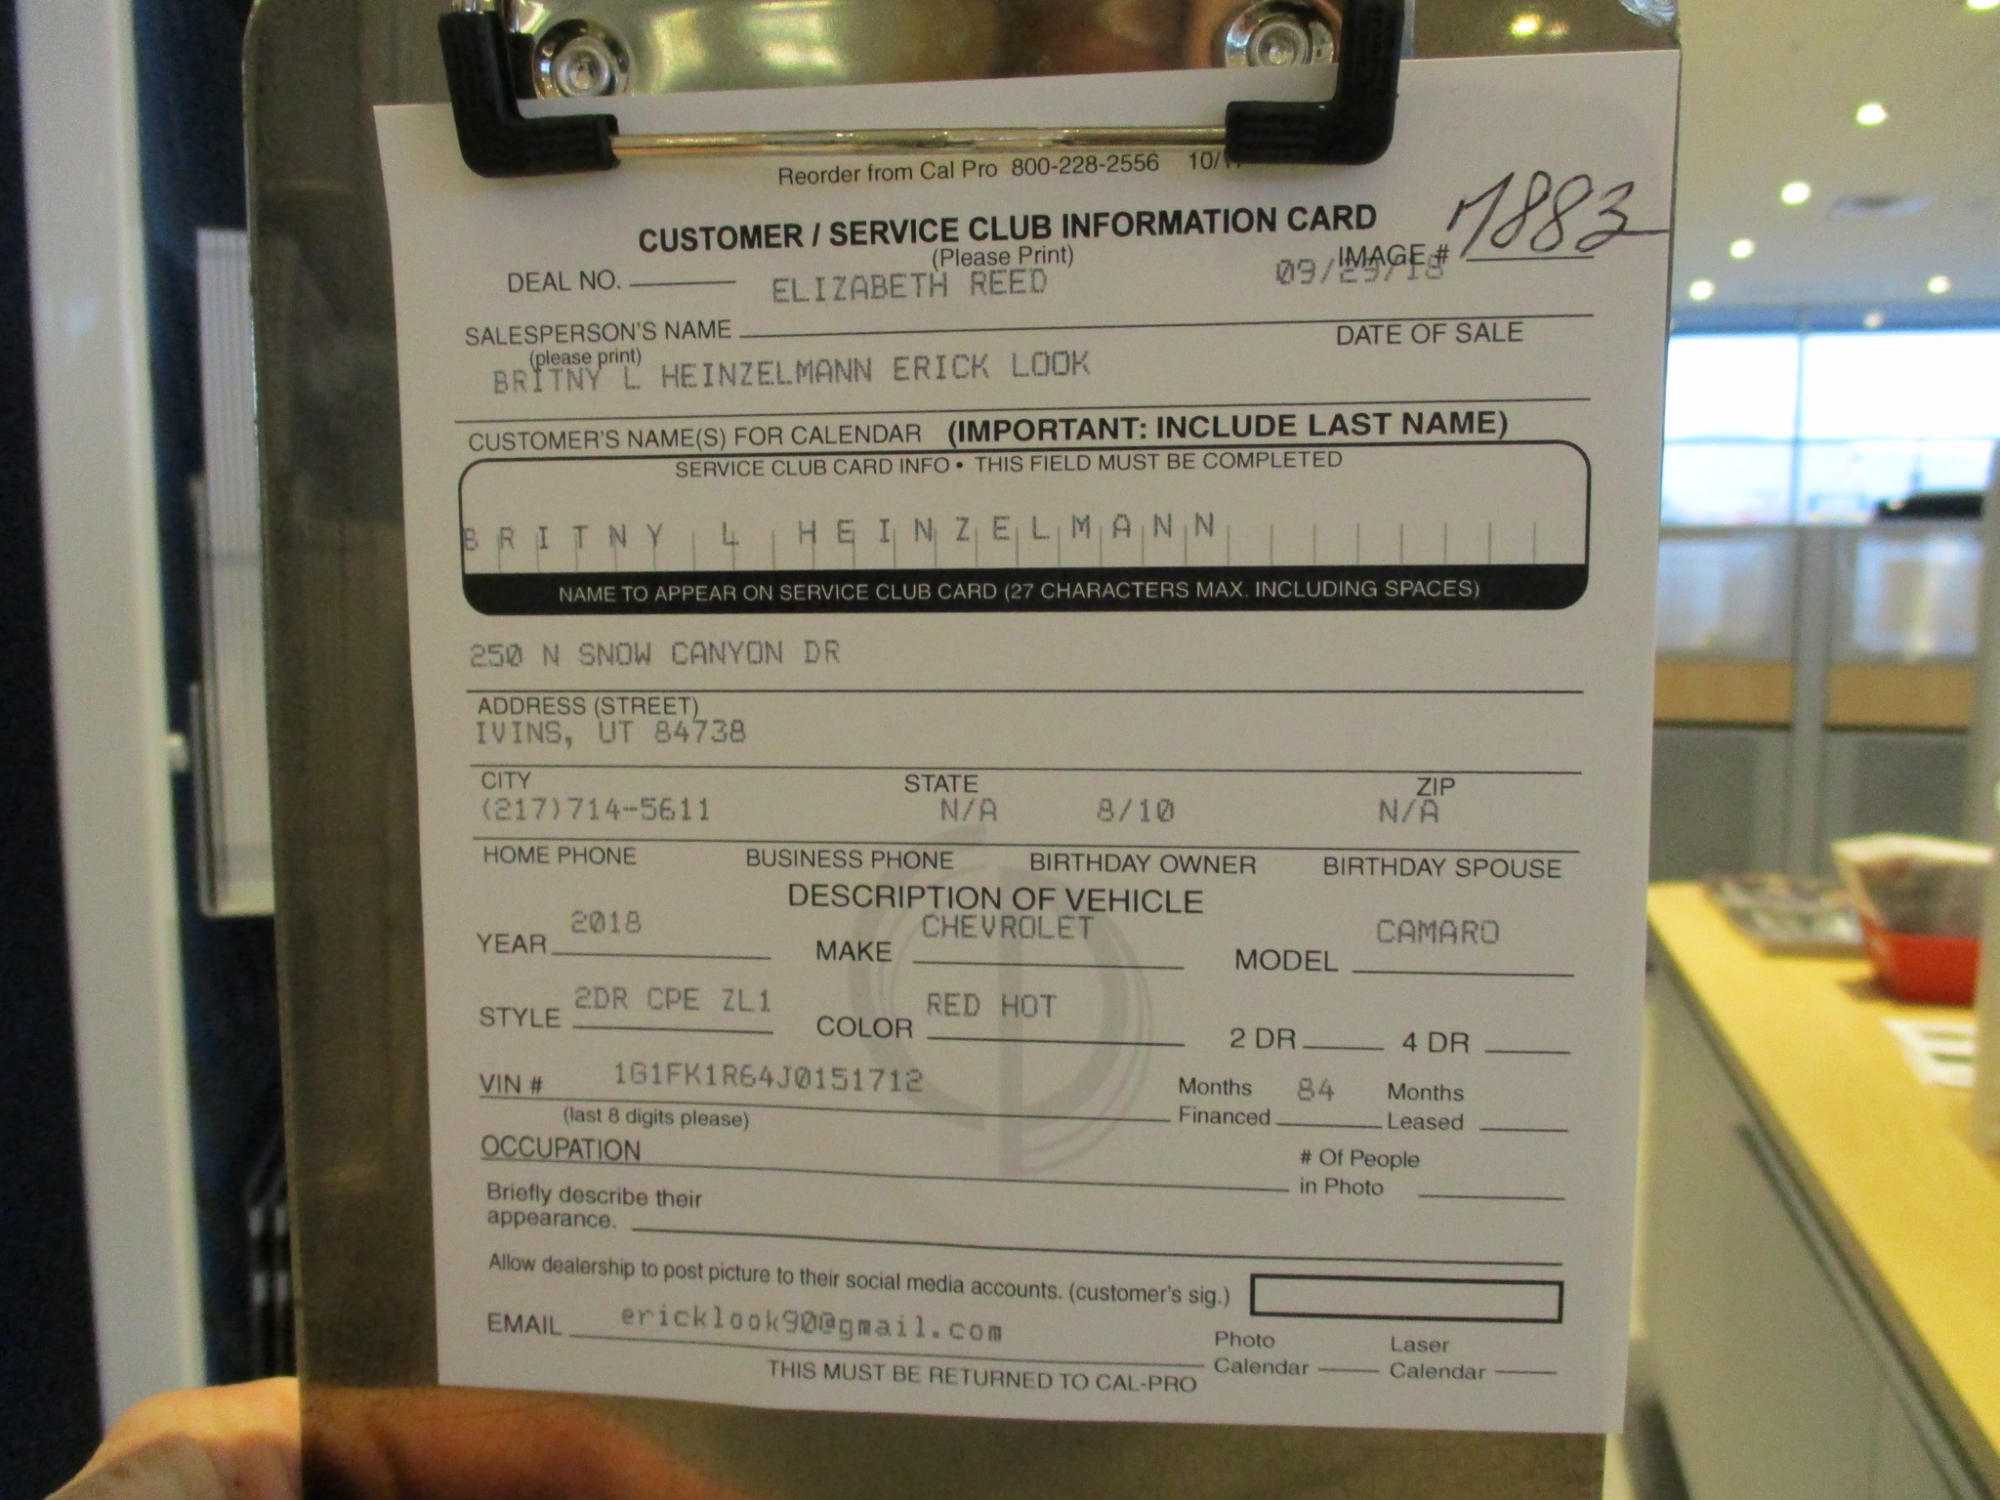 Reorder from Cal Pro 800-228-2556 10/
CUSTOMER / SERVICE CLUB INFORMATION CARD
7883
(Please Print)
IMAGE #
DEAL NO. ELIZABETH REED 09/29/18
SALESPERSON'S NAME DATE OF SALE
(please print)
BRITNY L HEINZELMANN ERICK LOOK
CUSTOMER'S NAME(S) FOR CALENDAR (IMPORTANT: INCLUDE LAST NAME)
SERVICE CLUB CARD INFO • THIS FIELD MUST BE COMPLETED
BRITNY L HEINZELMANN
NAME TO APPEAR ON SERVICE CLUB CARD (27 CHARACTERS MAX. INCLUDING SPACES)
250 N SNOW CANYON DR
ADDRESS (STREET)
IVINS, UT 84738
CITY STATE ZIP
(217)714-5611 N/A 8/10 N/A
HOME PHONE BUSINESS PHONE BIRTHDAY OWNER BIRTHDAY SPOUSE
DESCRIPTION OF VEHICLE
YEAR 2018 MAKE CHEVROLET MODEL CAMARO
STYLE 2DR CPE ZL1 COLOR RED HOT 2 DR 4 DR
VIN # 1G1FK1R64J0151712 Months Financed 84 Months Leased
(last 8 digits please)
OCCUPATION # Of People in Photo
Briefly describe their
appearance.
Allow dealership to post picture to their social media accounts. (customer's sig.)
EMAIL ericklook90@gmail.com Photo Calendar Laser Calendar
THIS MUST BE RETURNED TO CAL-PRO